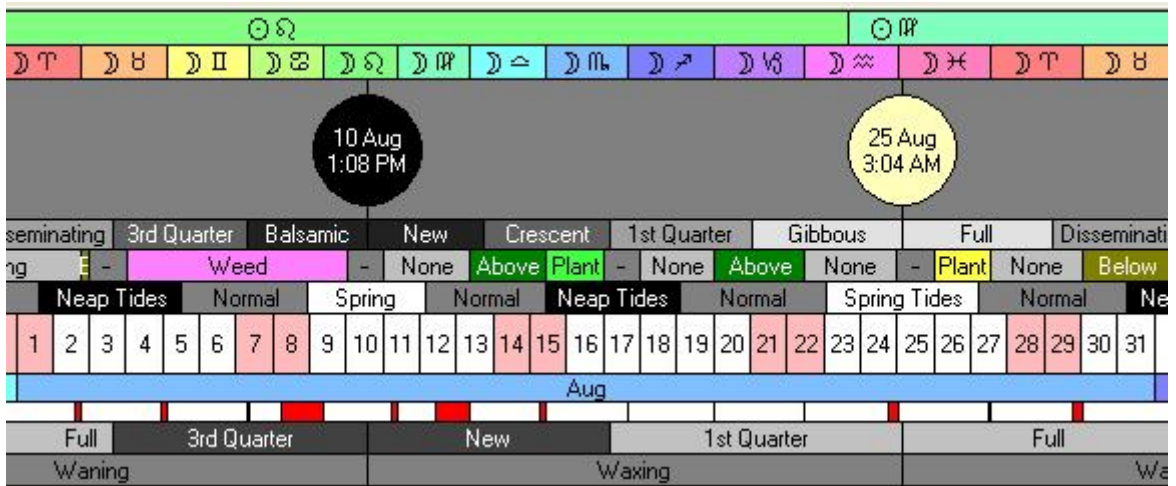 ☉♌ ☉♍
☽♈ ☽♉ ☽♊ ☽♋ ☽♌ ☽♍ ☽♎ ☽♏ ☽♐ ☽♑ ☽♒ ☽♓ ☽♈ ☽♉
10 Aug 25 Aug
1:08 PM 3:04 AM
seminating 3rd Quarter Balsamic New Crescent 1st Quarter Gibbous Full Disseminati
ng E - Weed - None Above Plant - None Above None - Plant None Below
Neap Tides Normal Spring Normal Neap Tides Normal Spring Tides Normal Ne
1 2 3 4 5 6 7 8 9 10 11 12 13 14 15 16 17 18 19 20 21 22 23 24 25 26 27 28 29 30 31
Aug
Full 3rd Quarter New 1st Quarter Full
Waning Waxing Wa